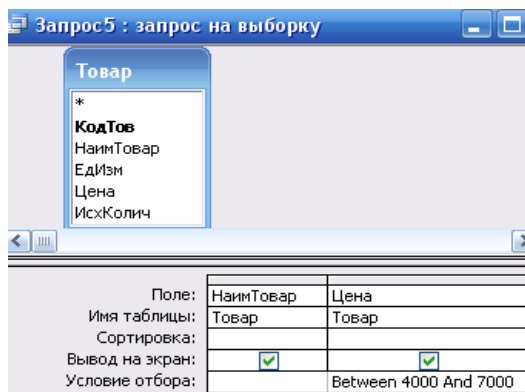 Запрос5 : запрос на выборку
Товар
*
КодТов
НаимТовар
ЕдИзм
Цена
ИсхКолич
Поле: НаимТовар Цена
Имя таблицы: Товар Товар
Сортировка:
Вывод на экран:
Условие отбора: Between 4000 And 7000